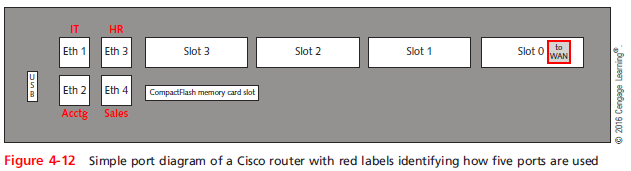 IT HR
Eth 1 Eth 3 Slot 3 Slot 2 Slot 1 Slot 0 to WAN
USB Eth 2 Eth 4 CompactFlash memory card slot
Acctg Sales
© 2016 Cengage Learning®.
Figure 4-12 Simple port diagram of a Cisco router with red labels identifying how five ports are used